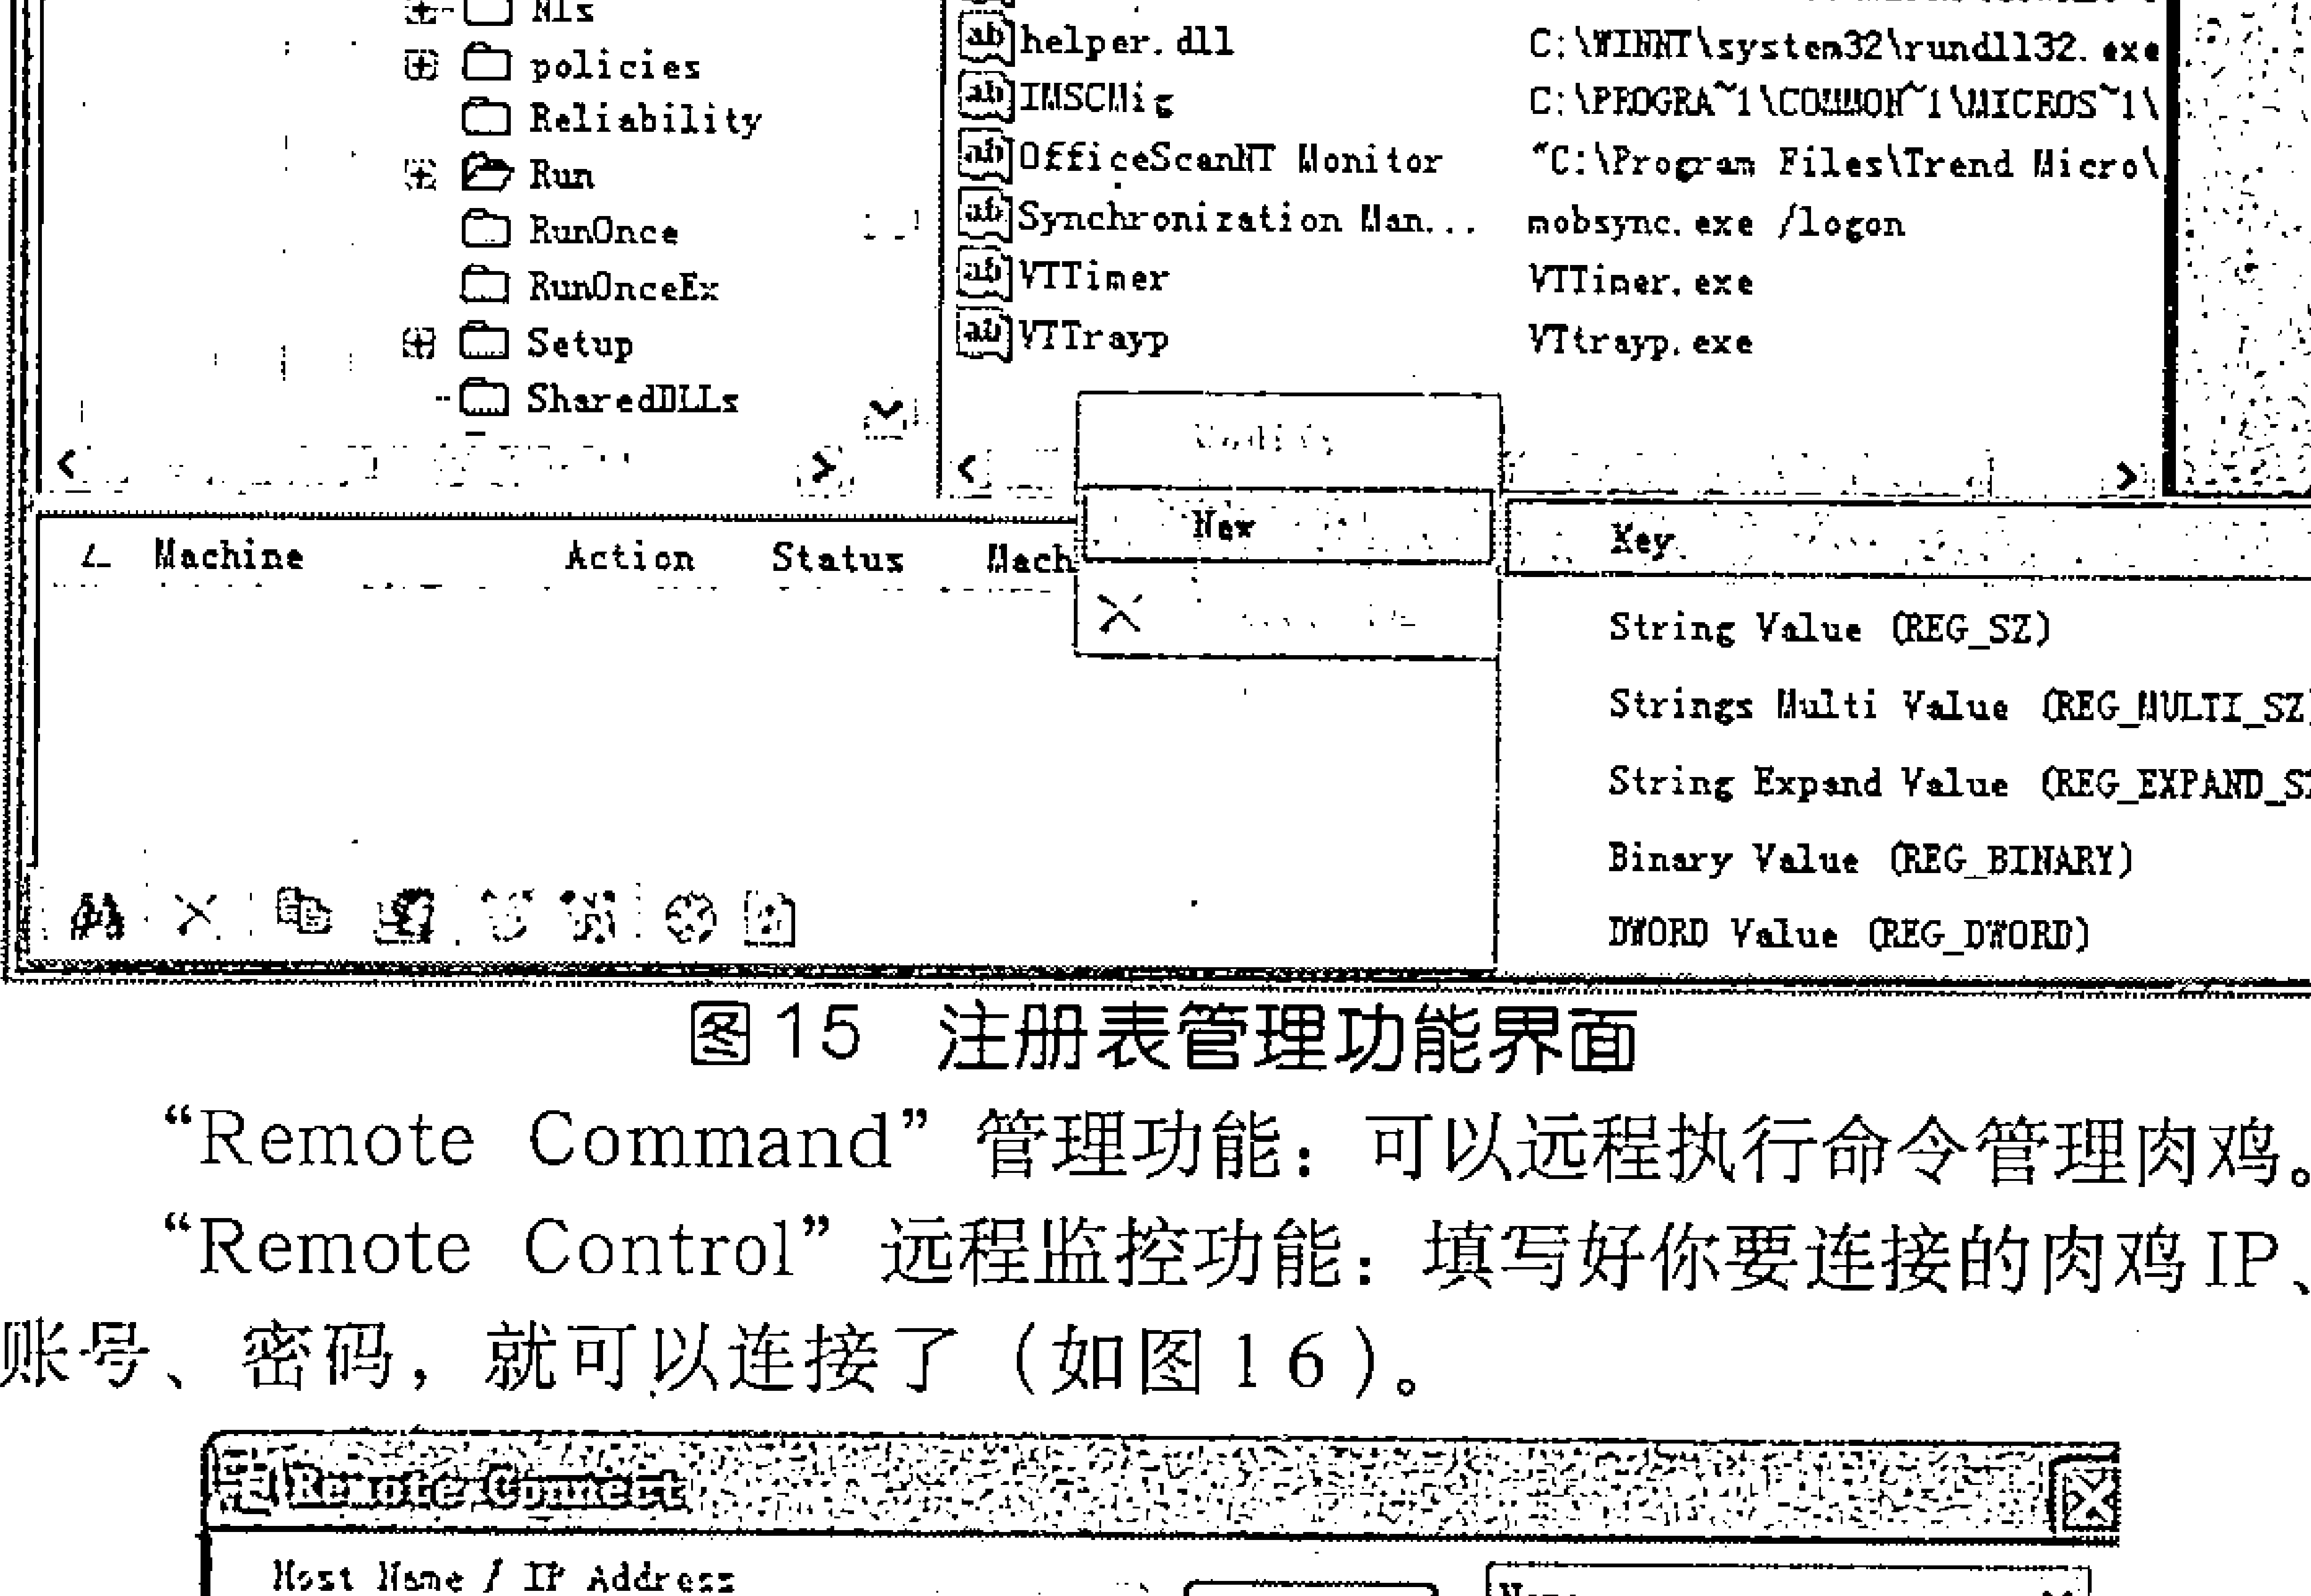 Nls
policies
Reliability
Run
RunOnce
RunOnceEx
Setup
SharedDLLs
helper.dll C:\WINNT\system32\rundll32.exe
IMSCMig C:\PROGRA~1\COMMON~1\MICROS~1\
OfficeScanNT Monitor "C:\Program Files\Trend Micro\
Synchronization Man... mobsync.exe /logon
VTTimer VTTimer.exe
VTTrayp VTtrayp.exe
Modify
New
Key
Machine Action Status Mach
String Value (REG_SZ)
Strings Multi Value (REG_MULTI_SZ
String Expand Value (REG_EXPAND_SZ
Binary Value (REG_BINARY)
DWORD Value (REG_DWORD)
图15 注册表管理功能界面
“Remote Command”管理功能：可以远程执行命令管理肉鸡。
“Remote Control”远程监控功能：填写好你要连接的肉鸡IP、
账号、密码，就可以连接了（如图16）。
Remote Connect
Host Name / IP Address